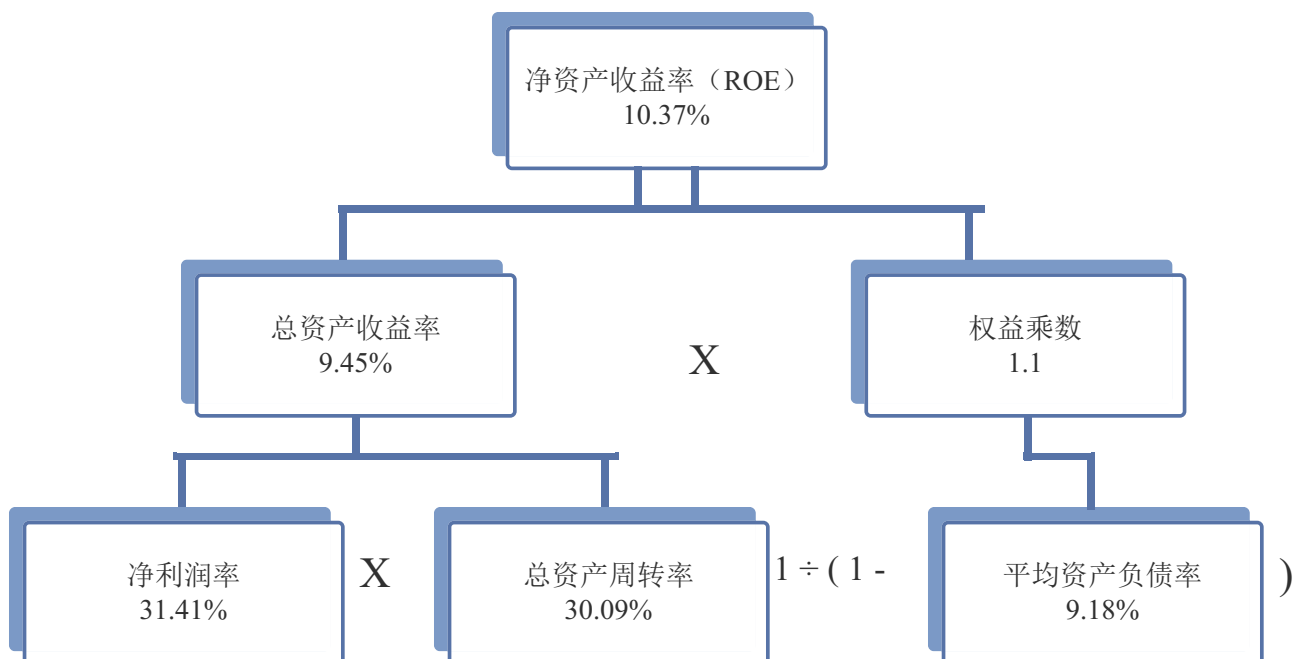 净资产收益率（ROE）
10.37%
总资产收益率
9.45%
X
权益乘数
1.1
净利润率
31.41%
X
总资产周转率
30.09%
1 ÷ ( 1 -
平均资产负债率
9.18%
)